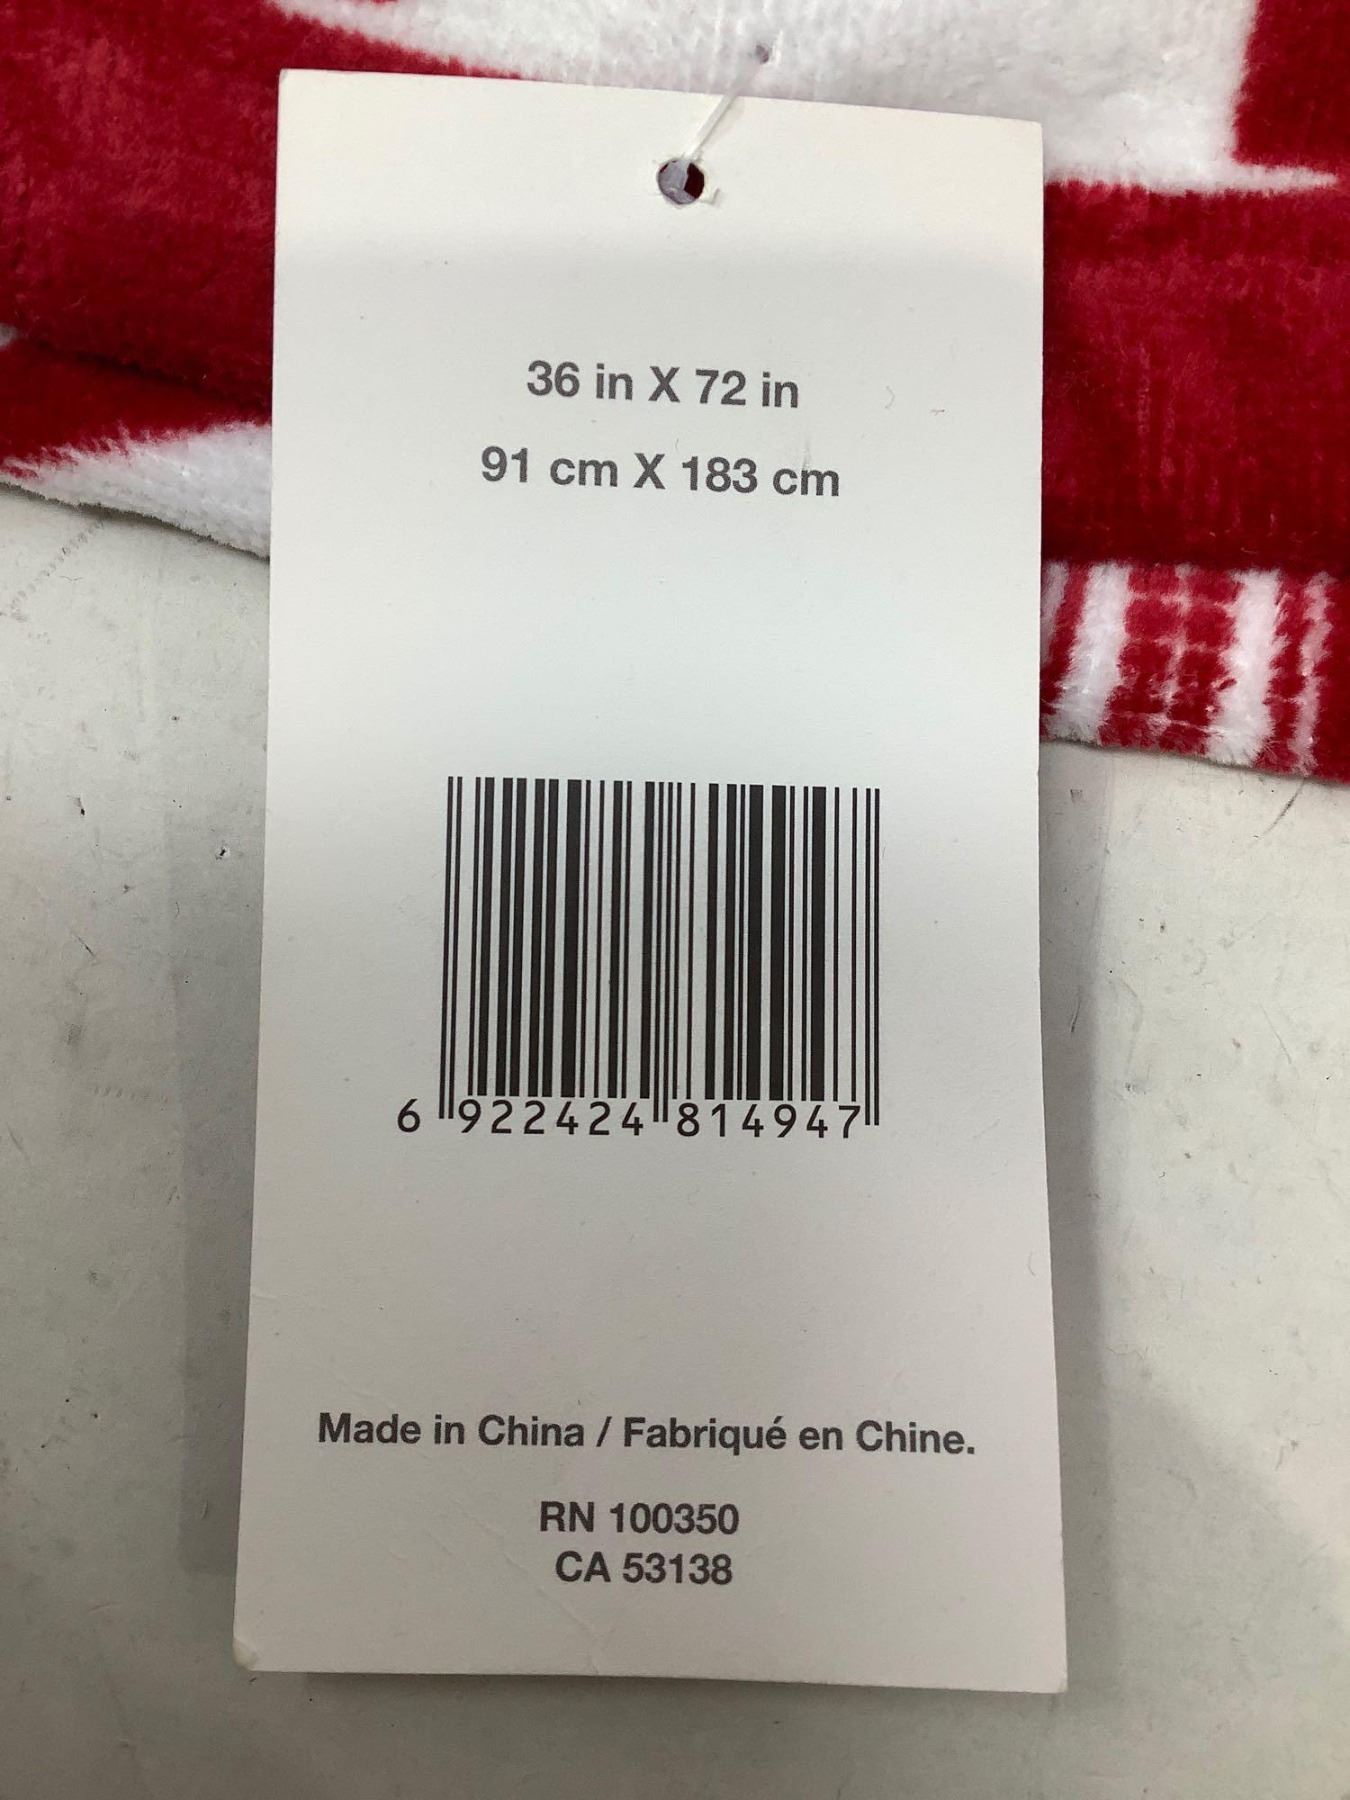 36 in X 72 in
91 cm X 183 cm
6 922424 814947
Made in China / Fabriqué en Chine.
RN 100350
CA 53138